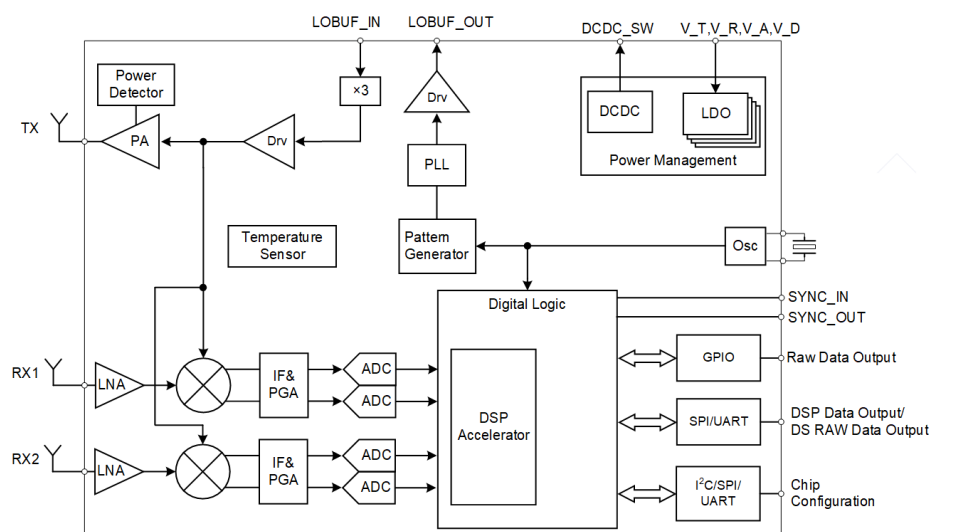 LOBUF_IN
LOBUF_OUT
DCDC_SW
V_T,V_R,V_A,V_D
Power
Detector
×3
Drv
DCDC
LDO
TX
PA
Drv
Power Management
PLL
Temperature
Sensor
Pattern
Generator
Osc
Digital Logic
SYNC_IN
SYNC_OUT
RX1
LNA
IF&
PGA
ADC
ADC
GPIO
Raw Data Output
DSP
Accelerator
SPI/UART
DSP Data Output/
DS RAW Data Output
RX2
LNA
IF&
PGA
ADC
ADC
I²C/SPI/
UART
Chip
Configuration